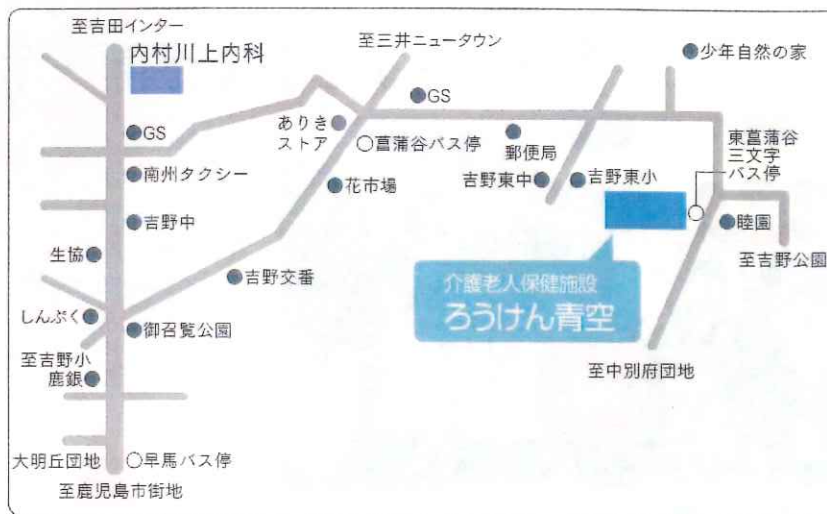 至吉田インター
内村川上内科
至三井ニュータウン
少年自然の家
GS
GS
ありき
ストア
菖蒲谷バス停
郵便局
東菖蒲谷
三文字
バス停
南州タクシー
花市場
吉野東中
吉野東小
吉野中
睦園
生協
至吉野公園
吉野交番
介護老人保健施設
ろうけん青空
しんぷく
御召覧公園
至吉野小
鹿銀
至中別府団地
大明丘団地
早馬バス停
至鹿児島市街地